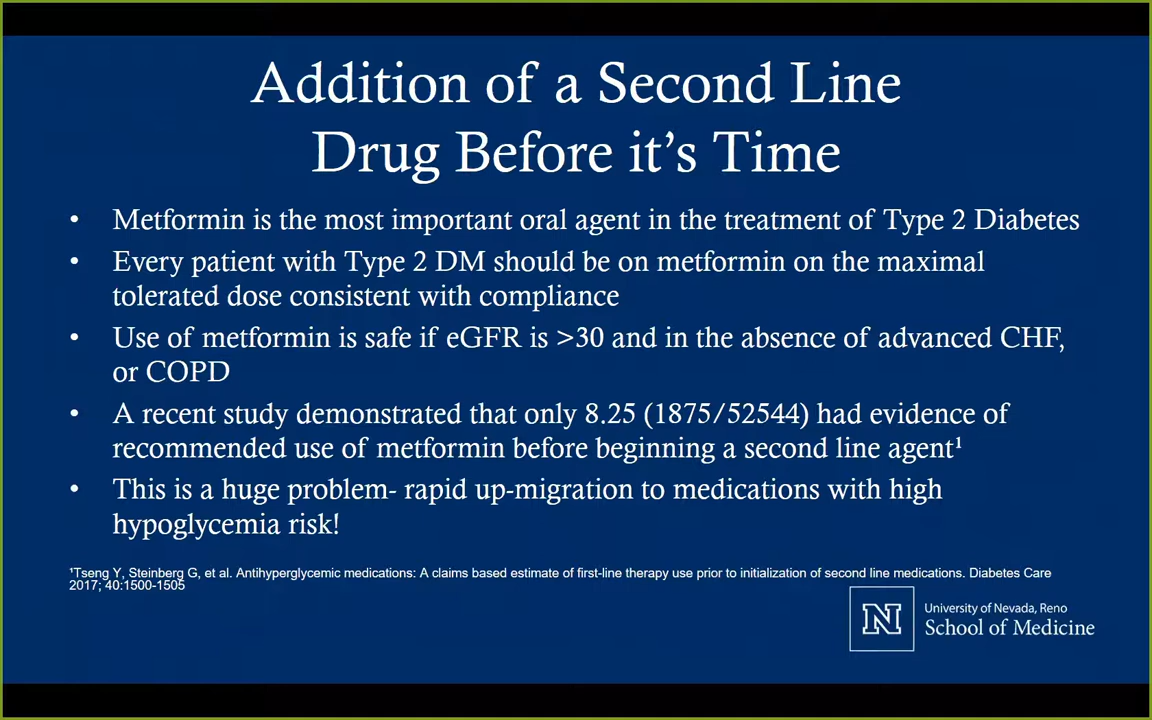 Addition of a Second Line
Drug Before it's Time
• Metformin is the most important oral agent in the treatment of Type 2 Diabetes
• Every patient with Type 2 DM should be on metformin on the maximal
tolerated dose consistent with compliance
• Use of metformin is safe if eGFR is >30 and in the absence of advanced CHF,
or COPD
• A recent study demonstrated that only 8.25 (1875/52544) had evidence of
recommended use of metformin before beginning a second line agent¹
• This is a huge problem- rapid up-migration to medications with high
hypoglycemia risk!
¹Tseng Y, Steinberg G, et al. Antihyperglycemic medications: A claims based estimate of first-line therapy use prior to initialization of second line medications. Diabetes Care
2017; 40:1500-1505
N
University of Nevada, Reno
School of Medicine